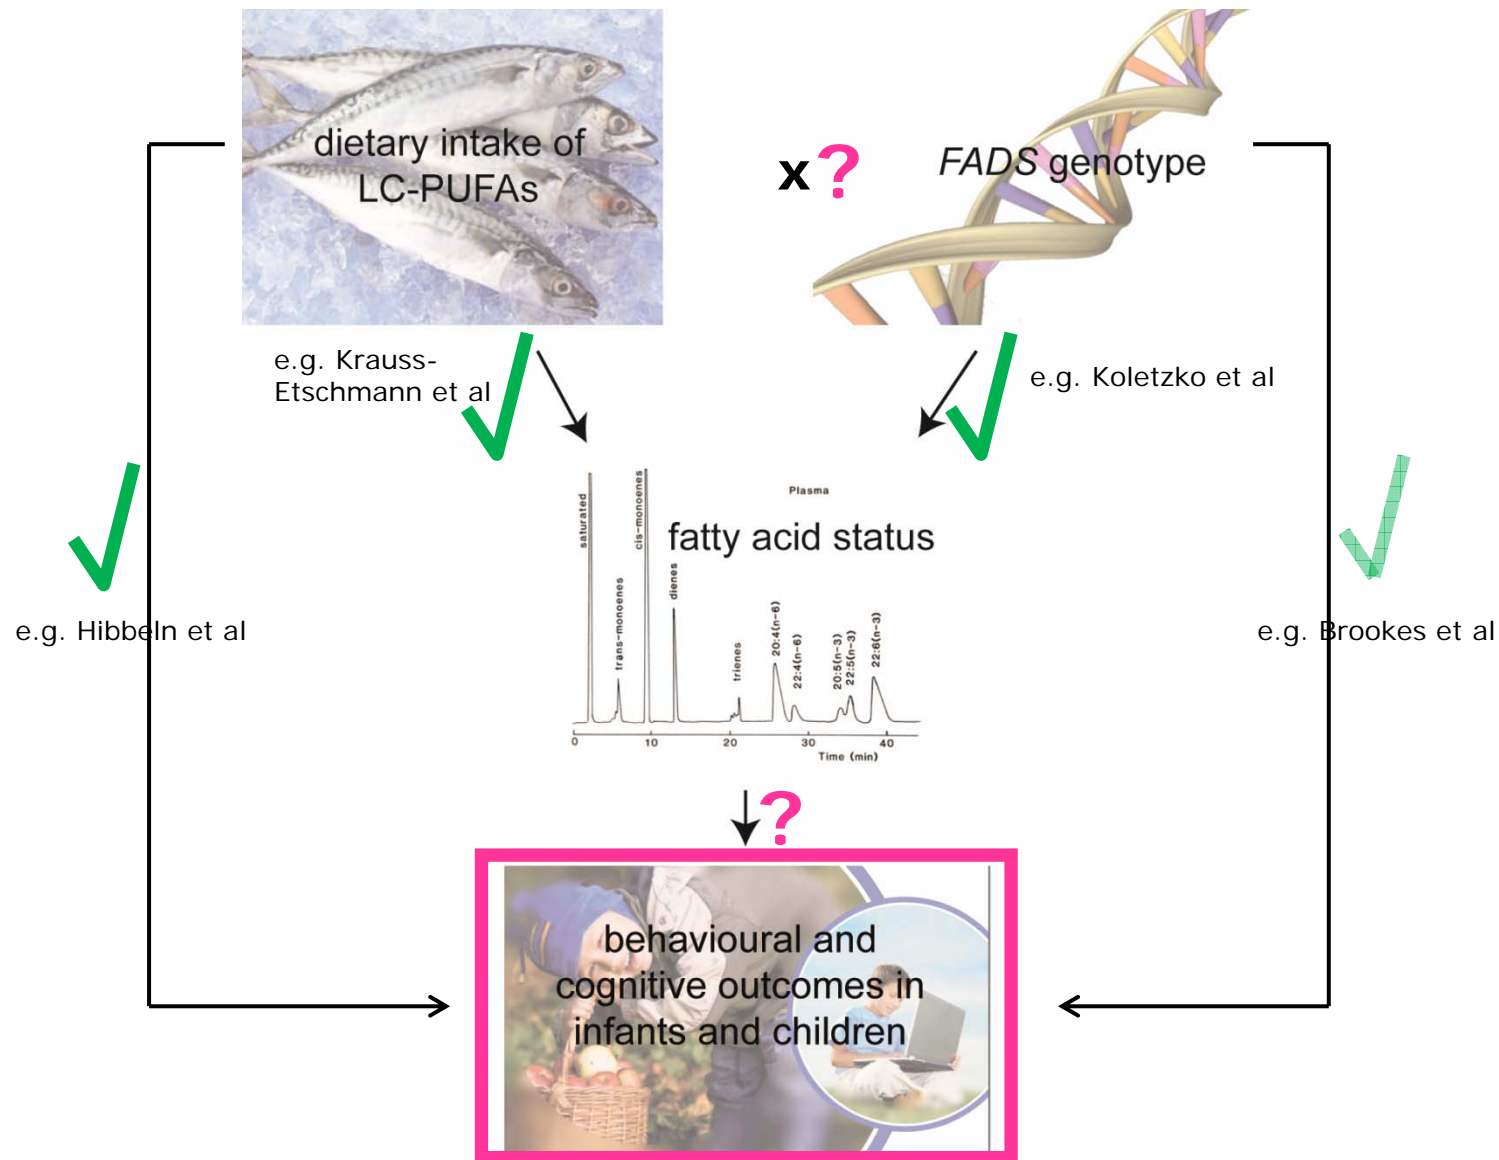 dietary intake of
LC-PUFAs
x ?
FADS genotype
e.g. Krauss-
Etschmann et al
e.g. Koletzko et al
e.g. Hibbeln et al
e.g. Brookes et al
Plasma
fatty acid status
saturated
trans-monoenes
cis-monoenes
dienes
trienes
20:4(n-6)
22:4(n-6)
20:5(n-3)
22:5(n-3)
22:6(n-3)
0 10 20 30 40
Time (min)
?
behavioural and
cognitive outcomes in
infants and children